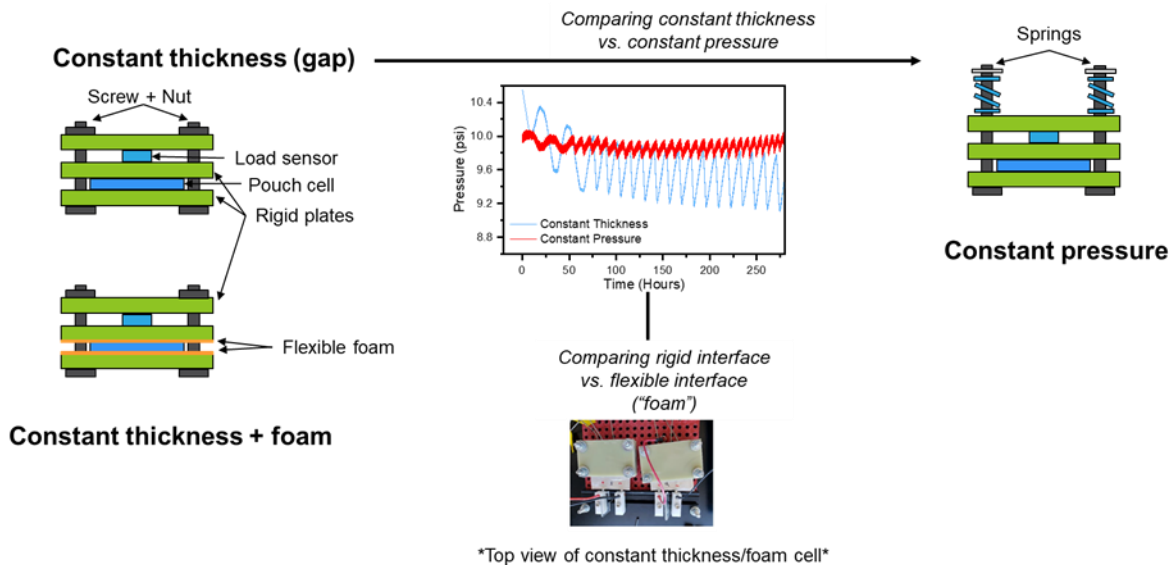 Comparing constant thickness
vs. constant pressure
Constant thickness (gap)
Springs
Screw + Nut
Load sensor
Pouch cell
Rigid plates
10.4
10.0
9.6
9.2
8.8
Pressure (psi)
Constant Thickness
Constant Pressure
0
50
100
150
200
250
Time (Hours)
Constant pressure
Flexible foam
Comparing rigid interface
vs. flexible interface
(“foam”)
Constant thickness + foam
*Top view of constant thickness/foam cell*